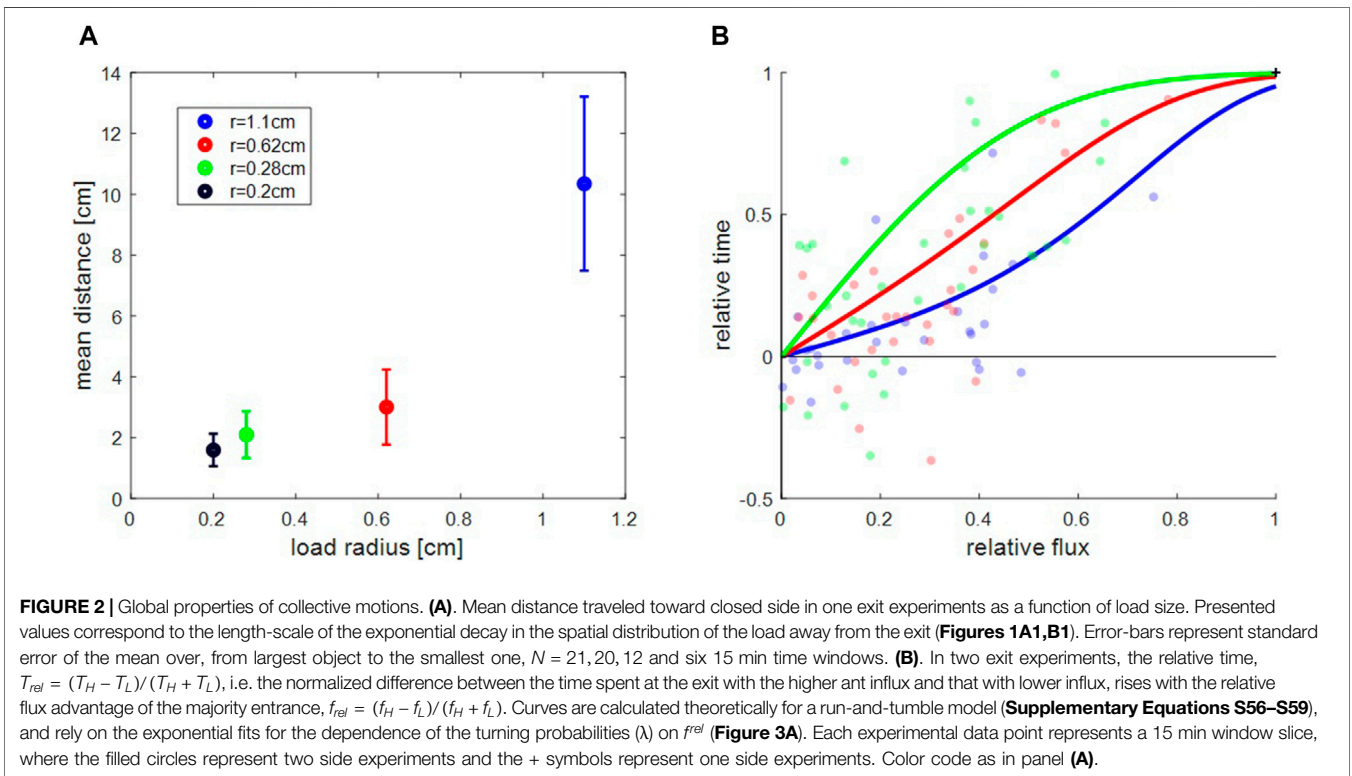 A
14
12
10
8
6
4
2
0
mean distance [cm]
r=1.1cm
r=0.62cm
r=0.28cm
r=0.2cm
0 0.2 0.4 0.6 0.8 1 1.2
load radius [cm]
B
1
0.5
0
-0.5
relative time
0 0.2 0.4 0.6 0.8 1
relative flux
FIGURE 2 | Global properties of collective motions. (A). Mean distance traveled toward closed side in one exit experiments as a function of load size. Presented
values correspond to the length-scale of the exponential decay in the spatial distribution of the load away from the exit (Figures 1A1,B1). Error-bars represent standard
error of the mean over, from largest object to the smallest one, N = 21, 20, 12 and six 15 min time windows. (B). In two exit experiments, the relative time,
T_rel = (T_H − T_L)/(T_H + T_L), i.e. the normalized difference between the time spent at the exit with the higher ant influx and that with lower influx, rises with the relative
flux advantage of the majority entrance, f_rel = (f_H − f_L)/(f_H + f_L). Curves are calculated theoretically for a run-and-tumble model (Supplementary Equations S56–S59),
and rely on the exponential fits for the dependence of the turning probabilities (λ) on f^rel (Figure 3A). Each experimental data point represents a 15 min window slice,
where the filled circles represent two side experiments and the + symbols represent one side experiments. Color code as in panel (A).